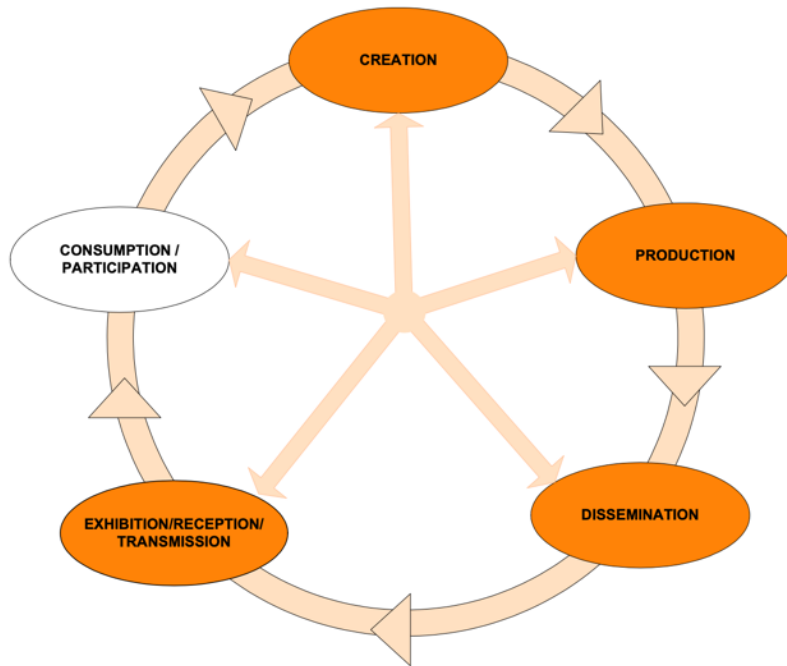 CREATION
PRODUCTION
DISSEMINATION
EXHIBITION/RECEPTION/
TRANSMISSION
CONSUMPTION /
PARTICIPATION